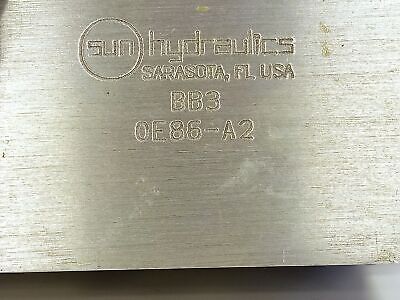 sun hydraulics
SARASOTA, FL USA
BB3
0E86-A2